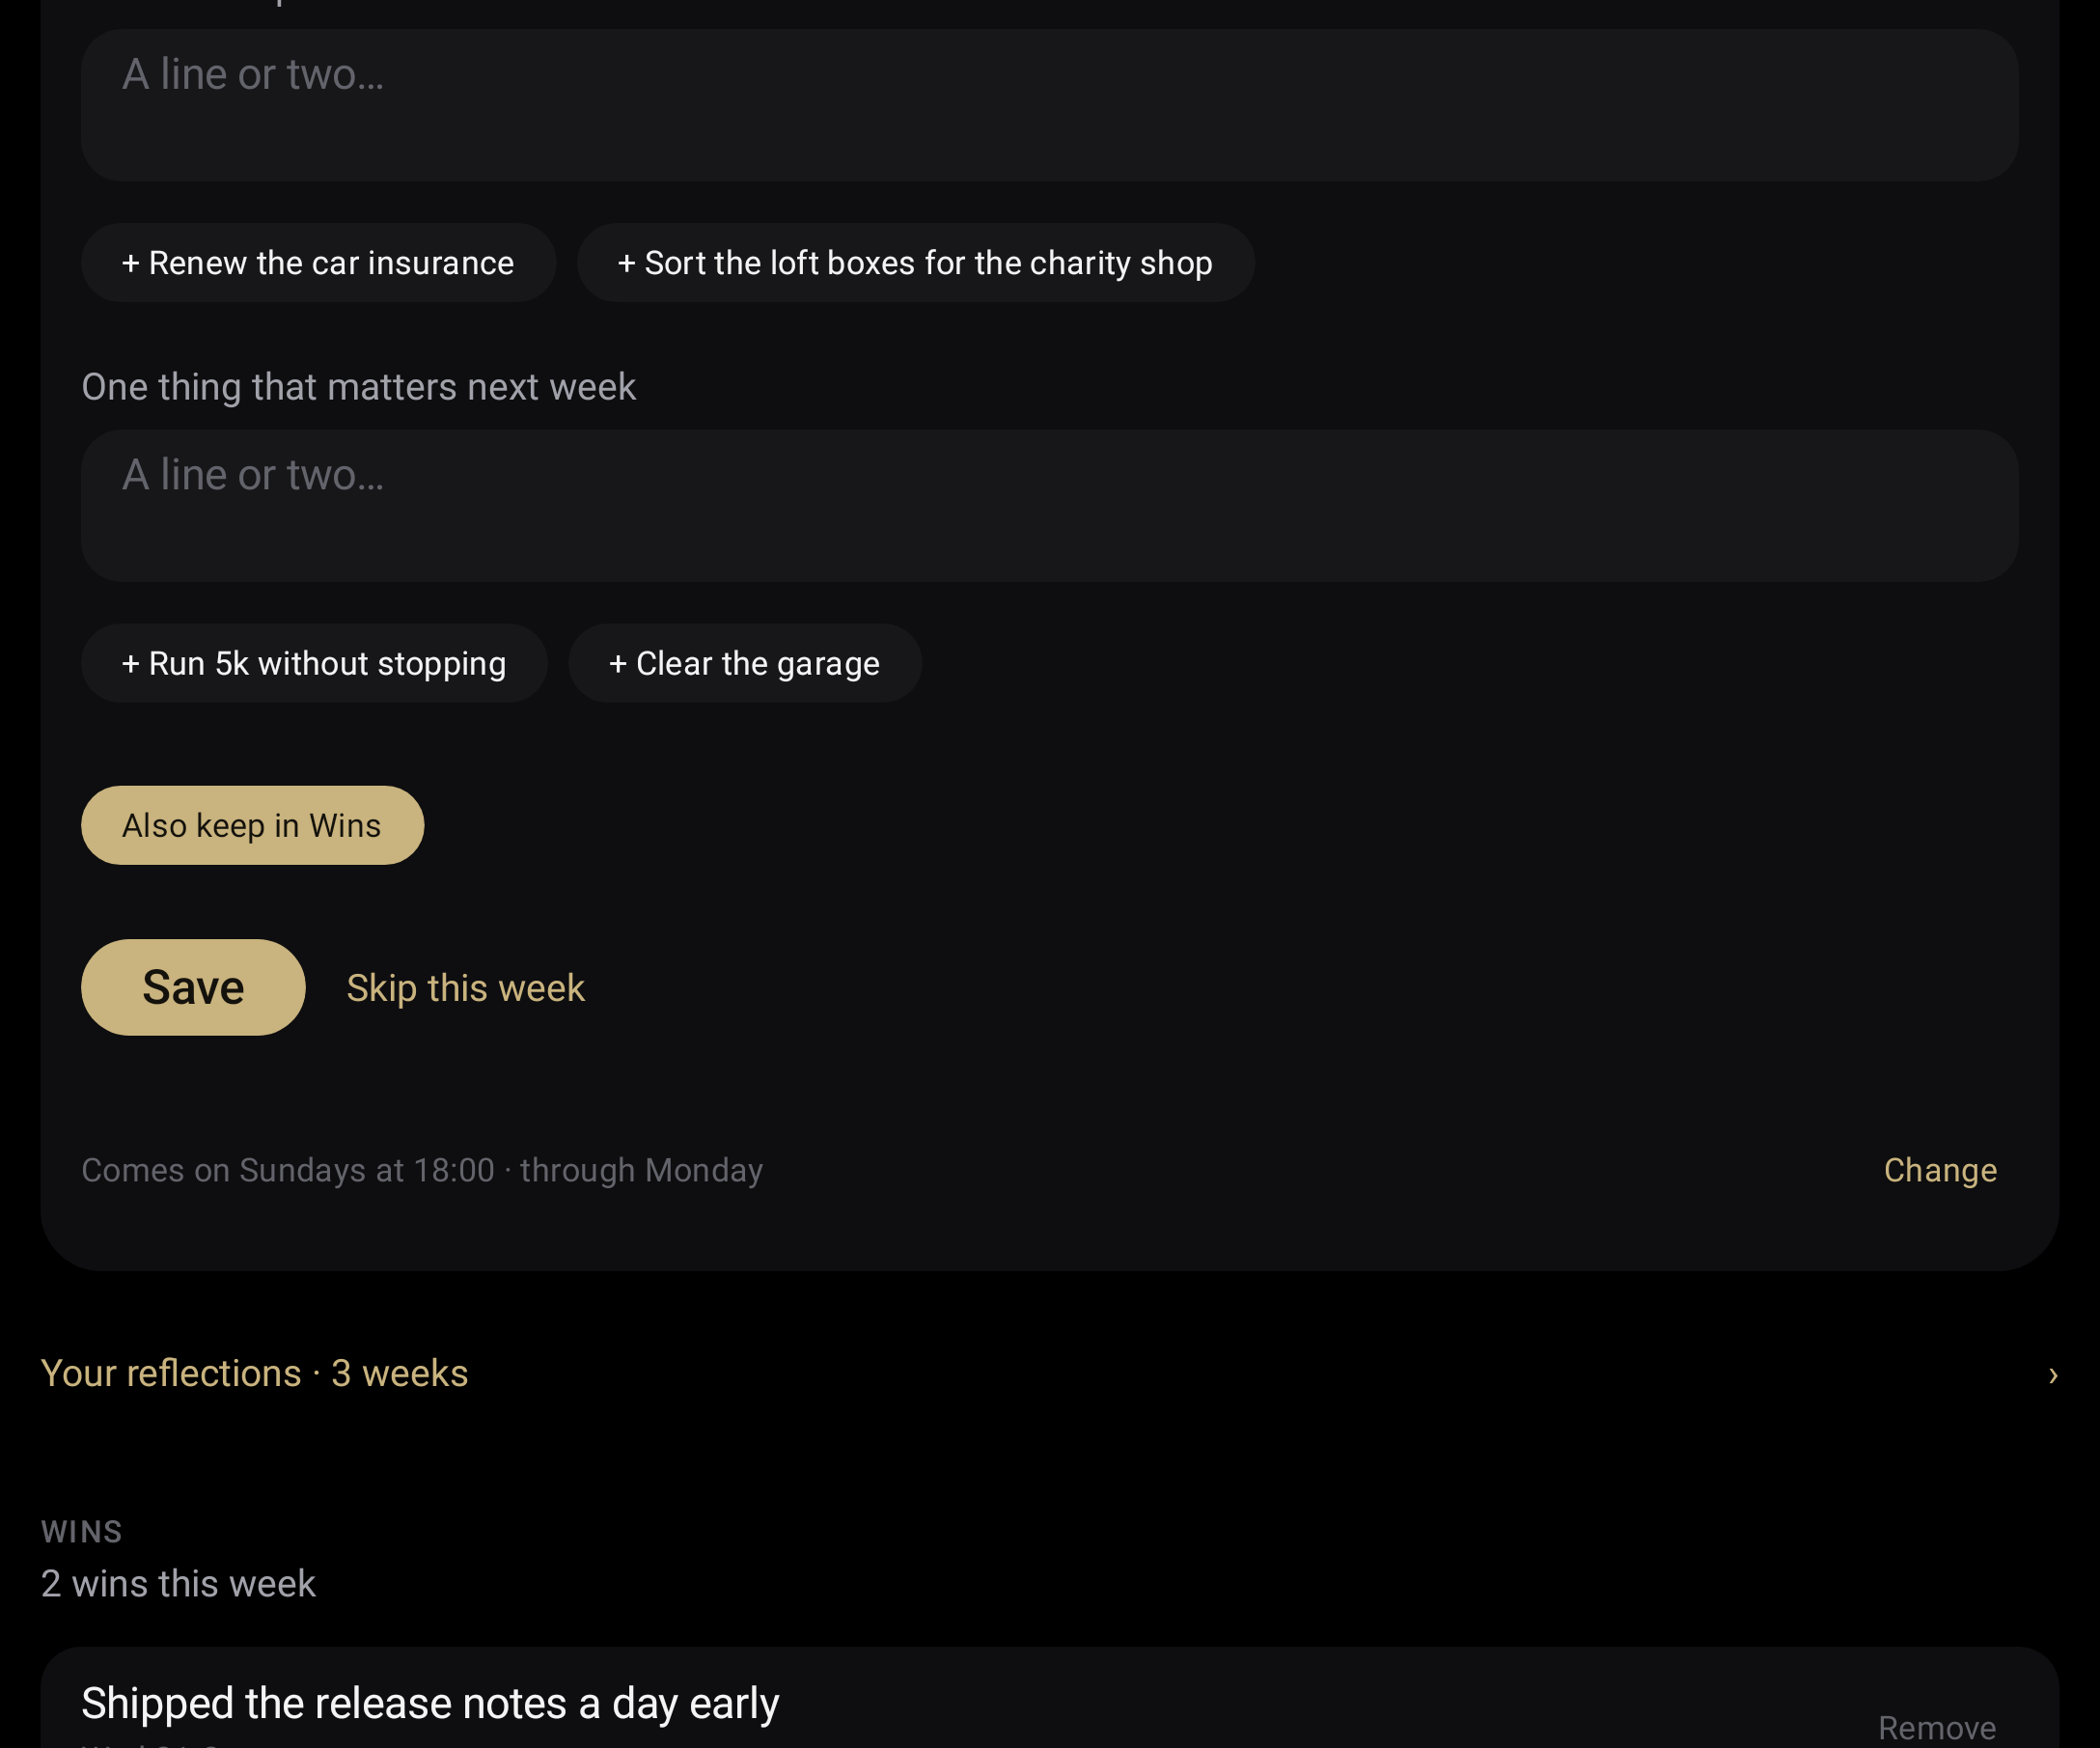 A line or two…
+ Renew the car insurance
+ Sort the loft boxes for the charity shop
One thing that matters next week
A line or two…
+ Run 5k without stopping
+ Clear the garage
Also keep in Wins
Save
Skip this week
Comes on Sundays at 18:00 · through Monday
Change
Your reflections · 3 weeks
›
WINS
2 wins this week
Shipped the release notes a day early
Remove